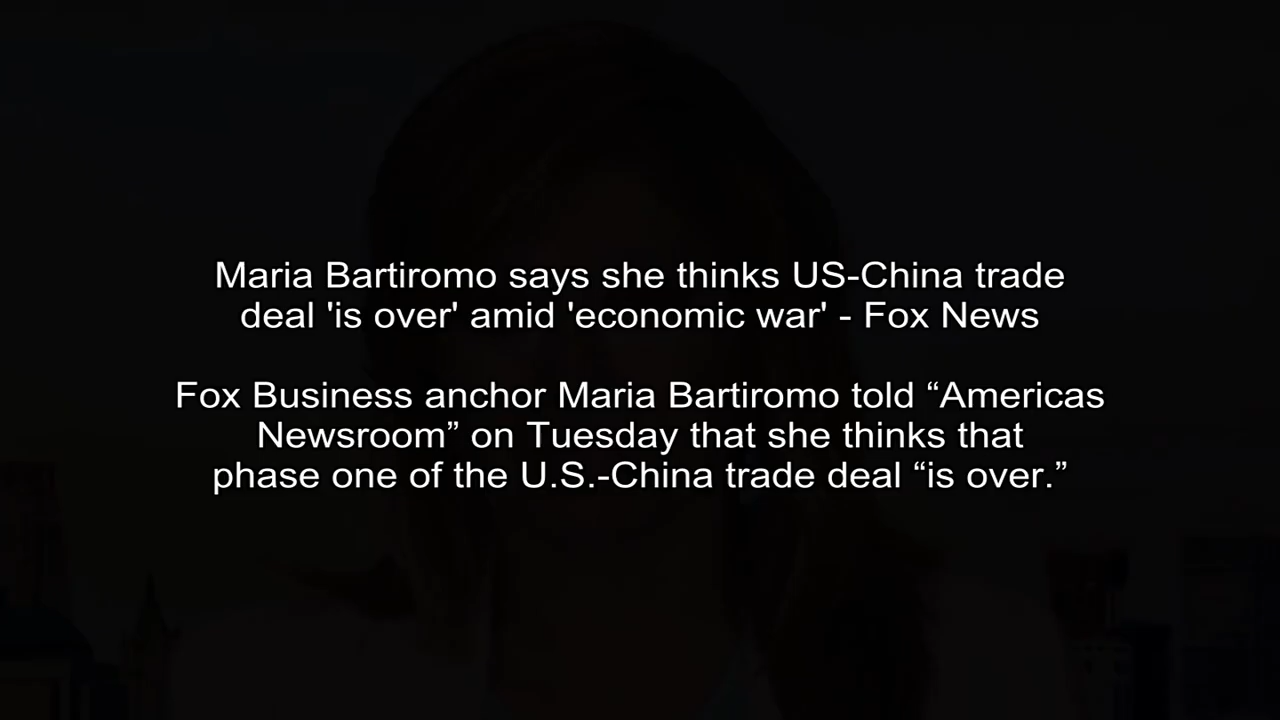 Maria Bartiromo says she thinks US-China trade
deal 'is over' amid 'economic war' - Fox News
Fox Business anchor Maria Bartiromo told “Americas
Newsroom” on Tuesday that she thinks that
phase one of the U.S.-China trade deal “is over.”